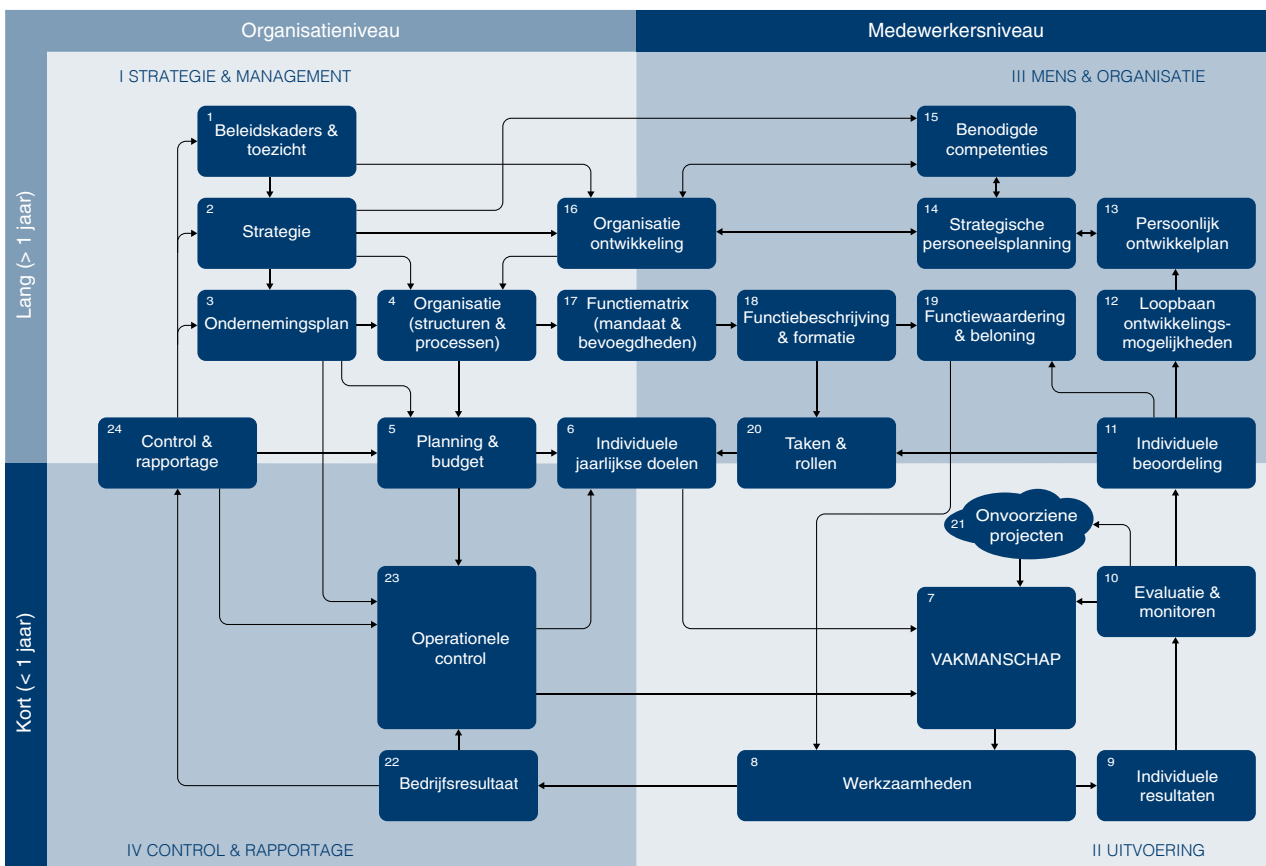 Organisatieniveau
Medewerkersniveau
Lang (> 1 jaar)
Kort (< 1 jaar)
I STRATEGIE & MANAGEMENT
III MENS & ORGANISATIE
1
Beleidskaders &
toezicht
15
Benodigde
competenties
2
Strategie
16
Organisatie
ontwikkeling
14
Strategische
personeelsplanning
13
Persoonlijk
ontwikkelplan
3
Ondernemingsplan
4
Organisatie
(structuren &
processen)
17
Functiematrix
(mandaat &
bevoegdheden)
18
Functiebeschrijving
& formatie
19
Functiewaardering
& beloning
12
Loopbaan
ontwikkelings-
mogelijkheden
24
Control &
rapportage
5
Planning &
budget
6
Individuele
jaarlijkse doelen
20
Taken &
rollen
11
Individuele
beoordeling
21
Onvoorziene
projecten
23
Operationele
control
7
VAKMANSCHAP
10
Evaluatie &
monitoren
22
Bedrijfsresultaat
8
Werkzaamheden
9
Individuele
resultaten
IV CONTROL & RAPPORTAGE
II UITVOERING